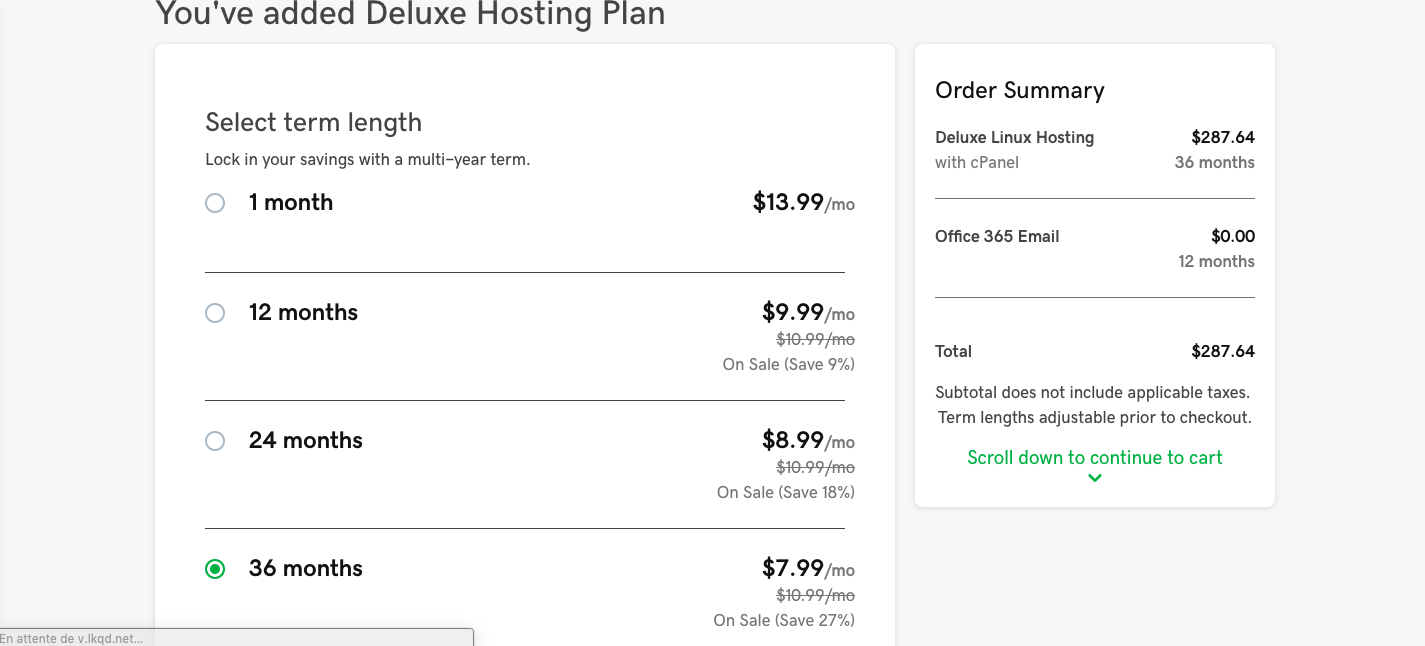 You've added Deluxe Hosting Plan
Select term length
Lock in your savings with a multi-year term.
1 month $13.99/mo
12 months $9.99/mo
$10.99/mo
On Sale (Save 9%)
24 months $8.99/mo
$10.99/mo
On Sale (Save 18%)
36 months $7.99/mo
$10.99/mo
On Sale (Save 27%)
Order Summary
Deluxe Linux Hosting $287.64
with cPanel 36 months
Office 365 Email $0.00
12 months
Total $287.64
Subtotal does not include applicable taxes.
Term lengths adjustable prior to checkout.
Scroll down to continue to cart
En attente de v.lkqd.net...